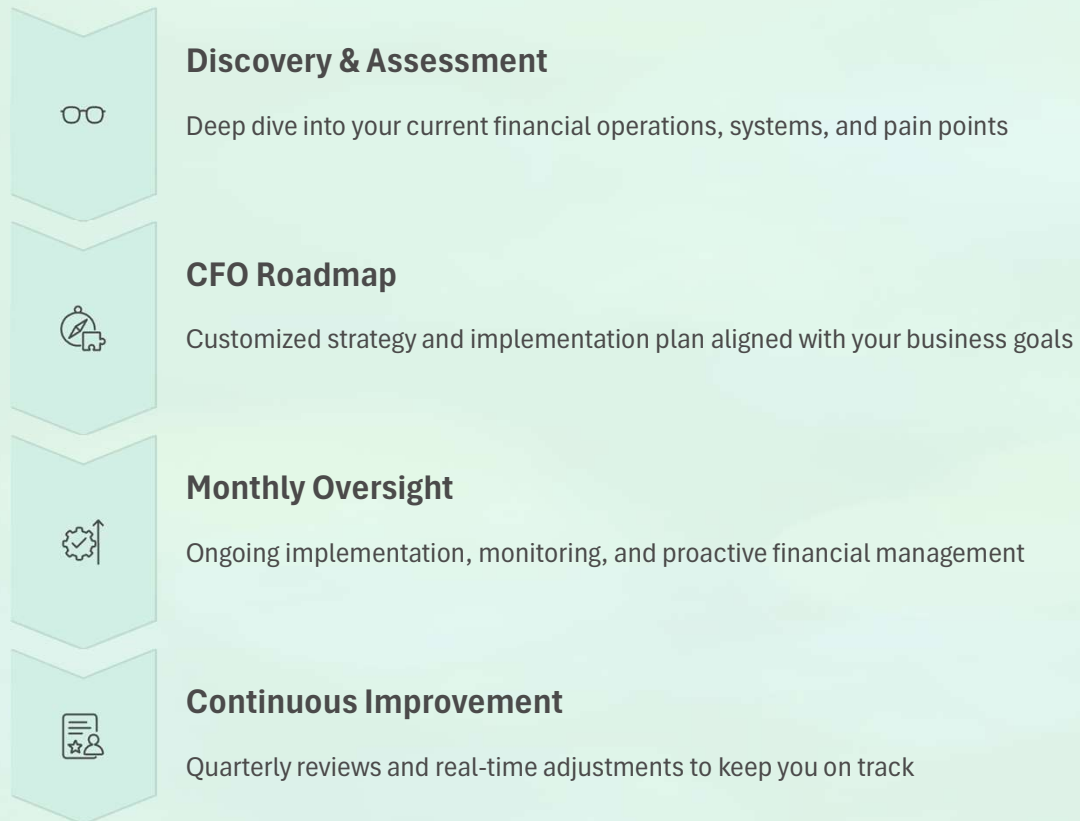 Discovery & Assessment
Deep dive into your current financial operations, systems, and pain points
CFO Roadmap
Customized strategy and implementation plan aligned with your business goals
Monthly Oversight
Ongoing implementation, monitoring, and proactive financial management
Continuous Improvement
Quarterly reviews and real-time adjustments to keep you on track